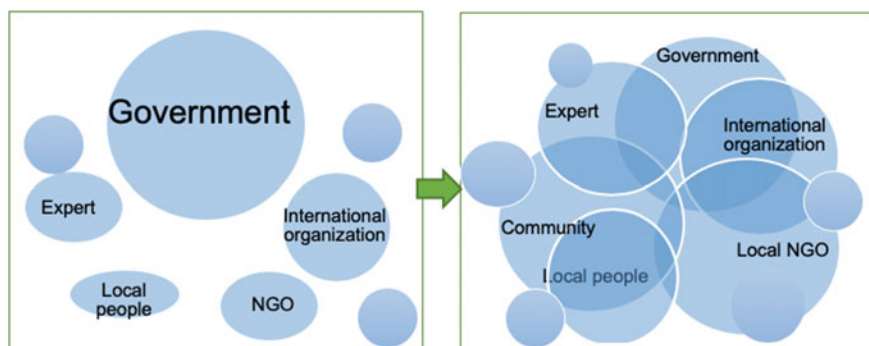 Government
Expert
International
organization
Local
people
NGO
Government
Expert
International
organization
Community
Local NGO
Local people